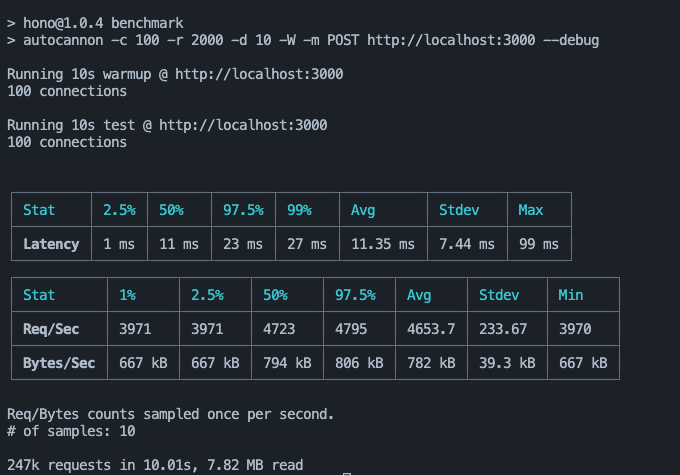 > hono@1.0.4 benchmark
> autocannon -c 100 -r 2000 -d 10 -W -m POST http://localhost:3000 --debug
Running 10s warmup @ http://localhost:3000
100 connections
Running 10s test @ http://localhost:3000
100 connections
Stat 2.5% 50% 97.5% 99% Avg Stdev Max
Latency 1 ms 11 ms 23 ms 27 ms 11.35 ms 7.44 ms 99 ms
Stat 1% 2.5% 50% 97.5% Avg Stdev Min
Req/Sec 3971 3971 4723 4795 4653.7 233.67 3970
Bytes/Sec 667 kB 667 kB 794 kB 806 kB 782 kB 39.3 kB 667 kB
Req/Bytes counts sampled once per second.
# of samples: 10
247k requests in 10.01s, 7.82 MB read